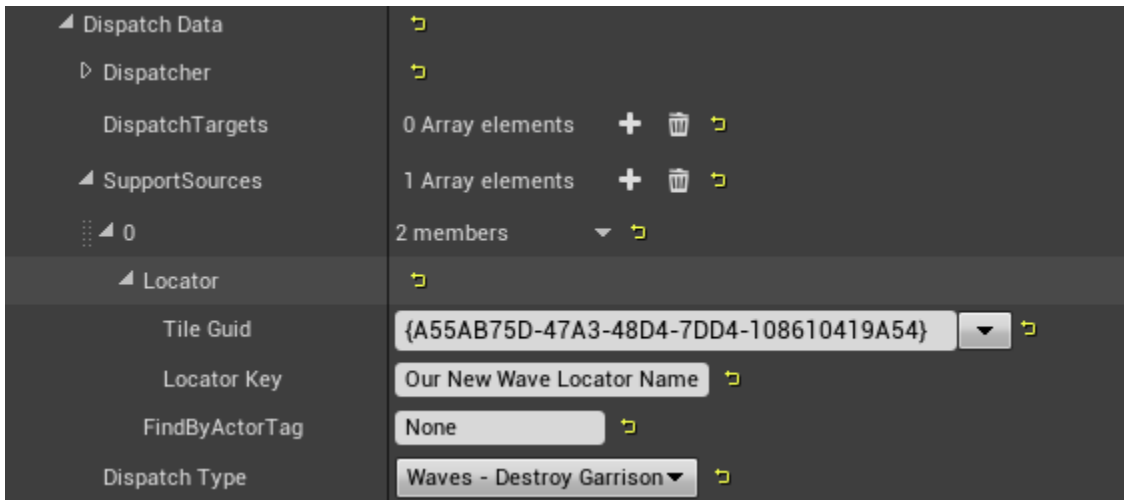 Dispatch Data
Dispatcher
DispatchTargets 0 Array elements
SupportSources 1 Array elements
0 2 members
Locator
Tile Guid {A55AB75D-47A3-48D4-7DD4-108610419A54}
Locator Key Our New Wave Locator Name
FindByActorTag None
Dispatch Type Waves - Destroy Garrison